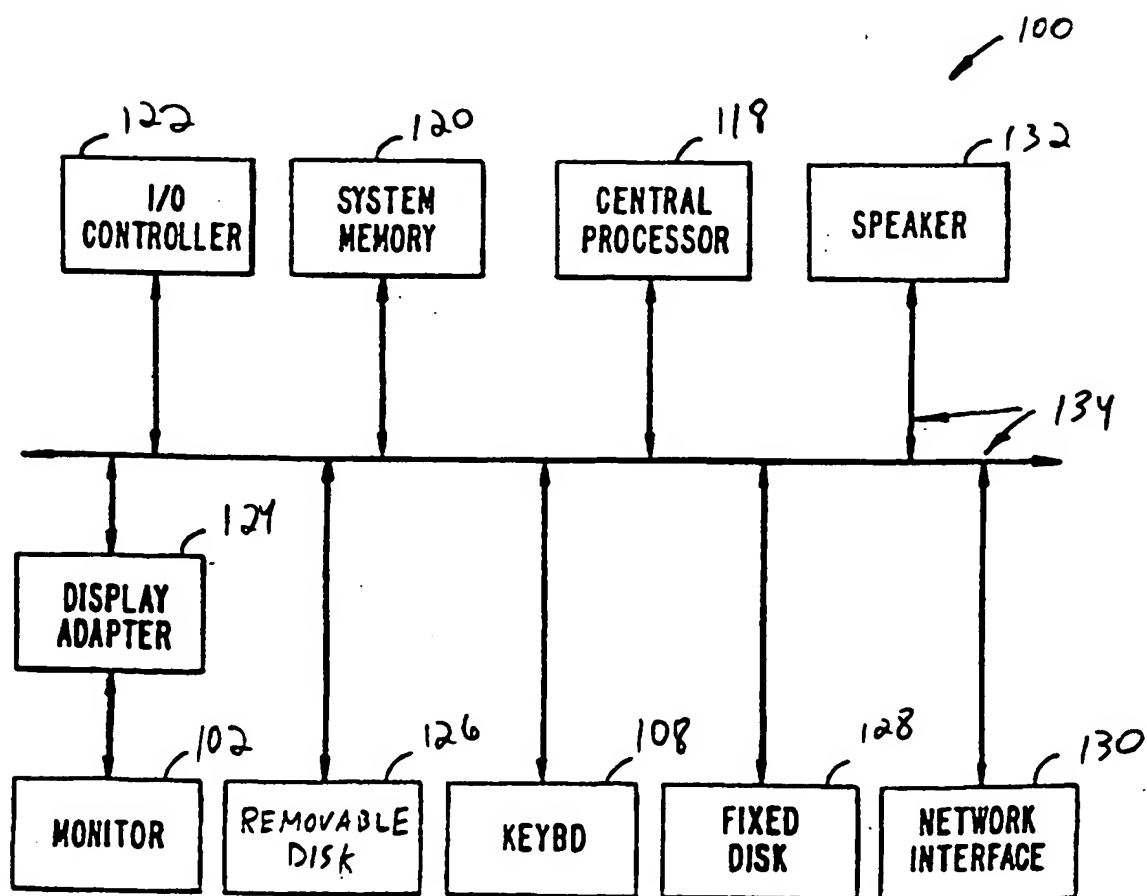 100
122
120
118
132
I/O
CONTROLLER
SYSTEM
MEMORY
CENTRAL
PROCESSOR
SPEAKER
134
124
DISPLAY
ADAPTER
102
126
108
128
130
MONITOR
REMOVABLE
DISK
KEYBD
FIXED
DISK
NETWORK
INTERFACE